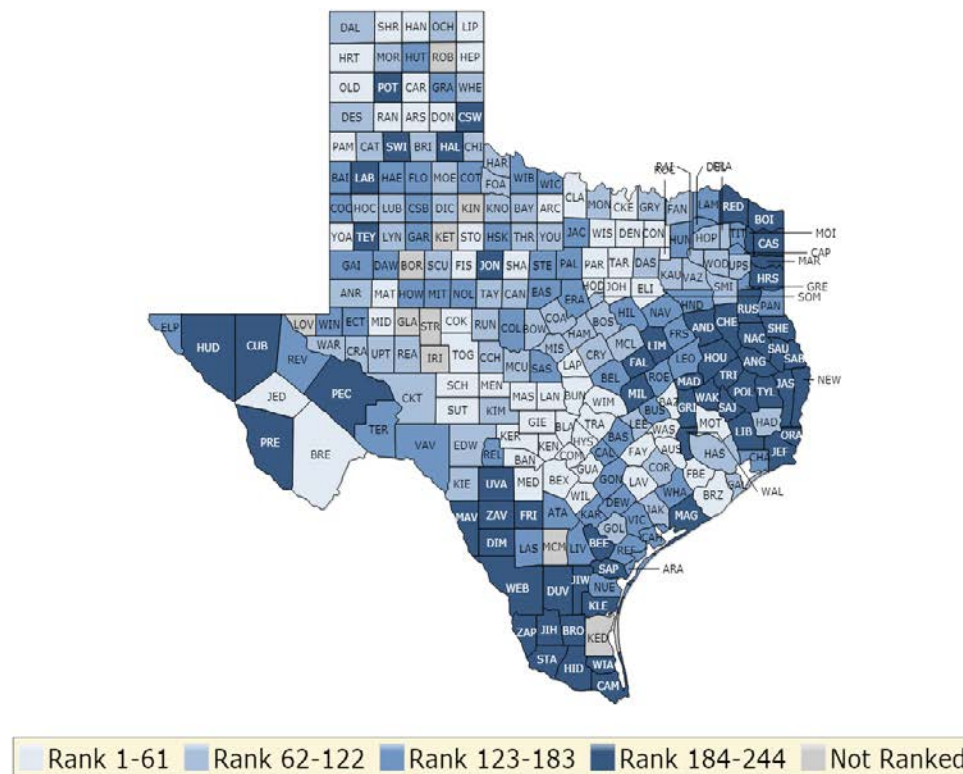 DAL SHR HAN OCH LIP
HRT MOR HUT ROB HEP
OLD POT CAR GRA WHE
DES RAN ARS DON CSW
PAM CAT SWI BRI HAL CHI HAR
BAI LAB HAE FLO MOE COT FOA WIB WIC
RAI DEL
ROC
COC HOC LUB CSB DIC KIN KNO BAY ARC CLA MON CKE GRY FAN LAM RED BOI
YOA TEY LYN GAR KET STO HSK THR YOU JAC WIS DEN CON HUN HOP TIT CAS MOI
CAP
GAI DAW BOR SCU FIS JON SHA STE PAL PAR TAR DAS KAU VAZ WOD UPS HRS MAR
GRE
ANR MAT HOW MIT NOL TAY CAN EAS ERA HOD JOH ELI HND SMI RUS PAN SOM
ELP HUD CUB LOV WIN ECT MID GLA STR COK RUN COL BOW COA HAM BOS HIL NAV FRS AND CHE NAC SHE
REV WAR CRA UPT REA IRI TOG CCH MCU SAS MIS CRY MCL LIM FAL LEO HOU ANG SAU SAB
JED PEC CKT SCH MEN LAP BEL ROE MAD TRI POL TYL JAS NEW
PRE BRE TER VAV SUT KIM MAS LAN BUN WIM MIL BUS BAZ GRI WAK SAJ HAD
EDW REL KER GIE BLA TRA HYS BAS LEE WAS MOT LIB ORA
KIE UVA BAN KEN COM CAL FAY AUS HAS CHA JEF
MED BEX GUA GON LAV COR FBE GAL WAL
MAV ZAV FRI ATA WIL KAR DEW JAK WHA BRZ
DIM LAS MCM LIV BEE GOL VIC CAH MAG
REF
WEB DUV JIW SAP ARA
NUE
KLE
ZAP JIH BRO KED
STA HID WIA
CAM
Rank 1-61 Rank 62-122 Rank 123-183 Rank 184-244 Not Ranked